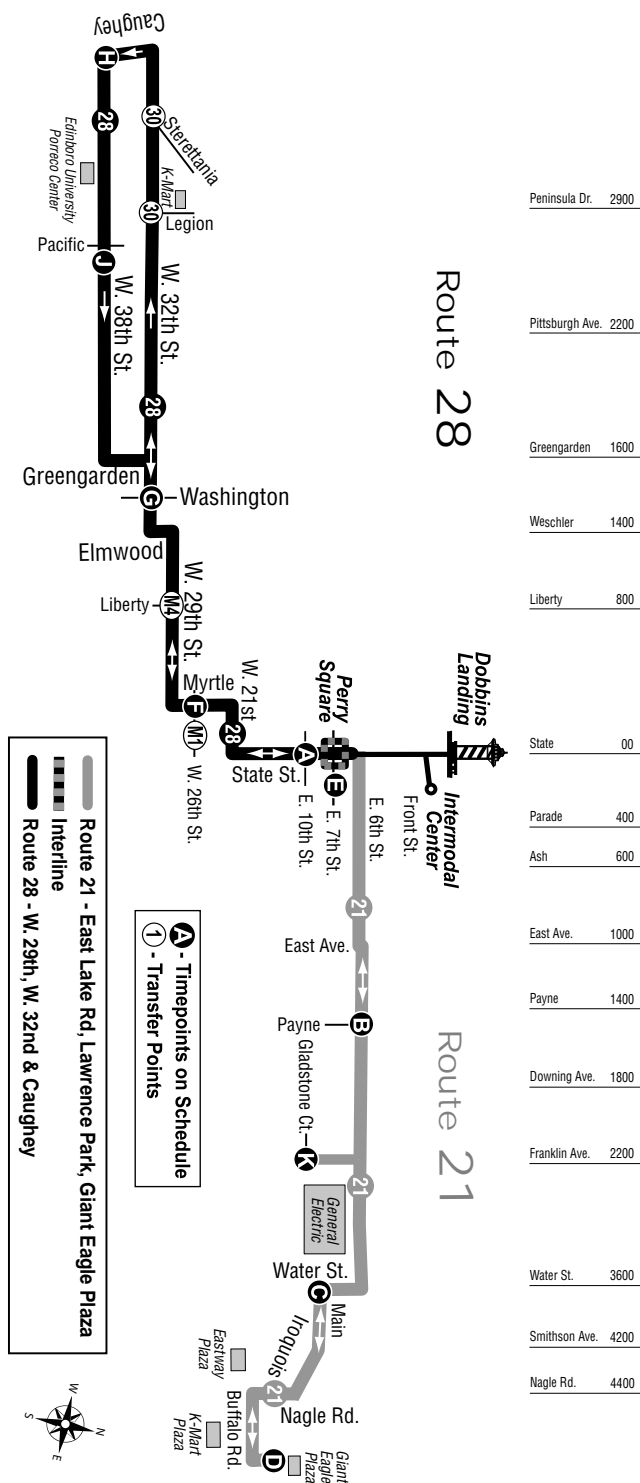 Caughey
H
28
Edinboro University
Porreco Center
30
Sterettania
K-Mart
30
Legion
Pacific
J
W. 38th St.
W. 32th St.
28
Greengarden
G
Washington
Elmwood
Liberty
M4
W. 29th St.
Myrtle
F
M1
W. 26th St.
W. 21st
28
State St.
A
E. 10th St.
Perry
Square
E
E. 7th St.
E. 6th St.
Dobbins
Landing
Intermodal
Center
Front St.
21
East Ave.
Payne
B
Gladstone Ct.
K
21
General
Electric
Water St.
C
Main
Iroquois
Eastway
Plaza
21
Nagle Rd.
Buffalo Rd.
K-Mart
Plaza
D
Giant
Eagle
Plaza
Route 28
Route 21
Peninsula Dr. 2900
Pittsburgh Ave. 2200
Greengarden 1600
Weschler 1400
Liberty 800
State 00
Parade 400
Ash 600
East Ave. 1000
Payne 1400
Downing Ave. 1800
Franklin Ave. 2200
Water St. 3600
Smithson Ave. 4200
Nagle Rd. 4400
A - Timepoints on Schedule
1 - Transfer Points
Route 21 - East Lake Rd, Lawrence Park, Giant Eagle Plaza
Interline
Route 28 - W. 29th, W. 32nd & Caughey
N
W
E
S